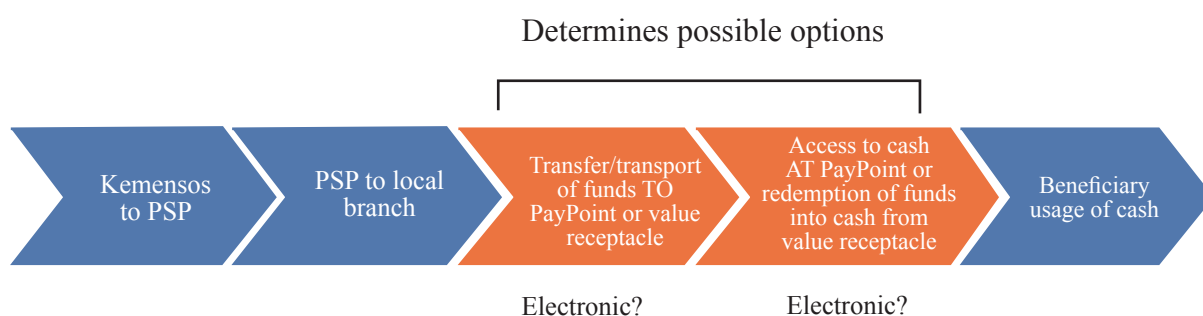 Determines possible options
Kemensos
to PSP
PSP to local
branch
Transfer/transport
of funds TO
PayPoint or value
receptacle
Access to cash
AT PayPoint or
redemption of funds
into cash from
value receptacle
Beneficiary
usage of cash
Electronic?
Electronic?